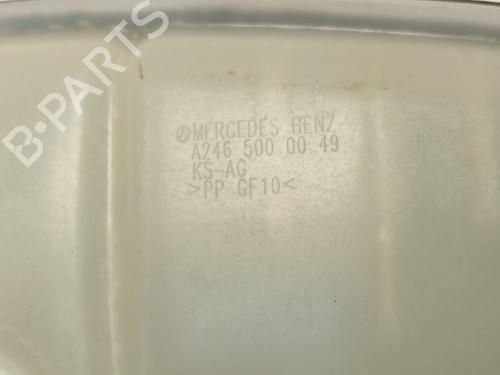 MERCEDES BENZ
A246 500 00 49
KS-AG
>PP GF10<
B-PARTS